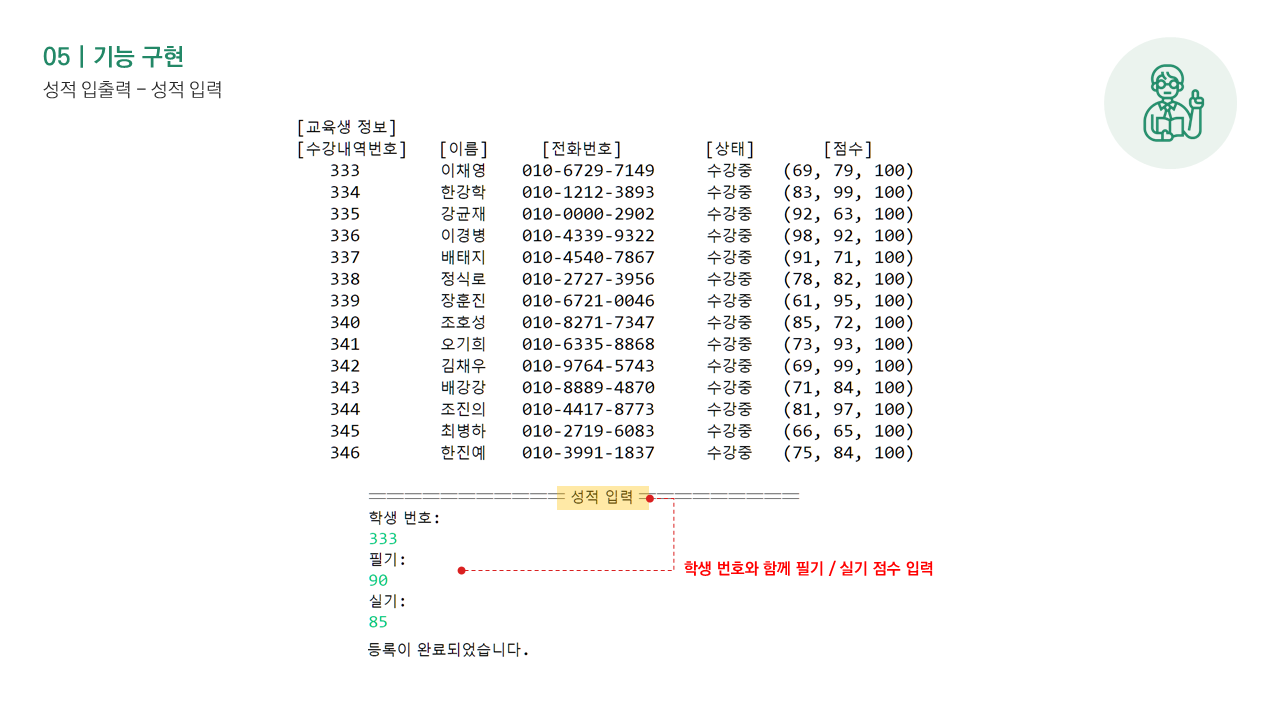 05 | 기능 구현
성적 입출력 – 성적 입력
[교육생 정보]
[수강내역번호] [이름] [전화번호] [상태] [점수]
333 이채영 010-6729-7149 수강중 (69, 79, 100)
334 한강학 010-1212-3893 수강중 (83, 99, 100)
335 강균재 010-0000-2902 수강중 (92, 63, 100)
336 이경병 010-4339-9322 수강중 (98, 92, 100)
337 배태지 010-4540-7867 수강중 (91, 71, 100)
338 정식로 010-2727-3956 수강중 (78, 82, 100)
339 장훈진 010-6721-0046 수강중 (61, 95, 100)
340 조호성 010-8271-7347 수강중 (85, 72, 100)
341 오기희 010-6335-8868 수강중 (73, 93, 100)
342 김채우 010-9764-5743 수강중 (69, 99, 100)
343 배강강 010-8889-4870 수강중 (71, 84, 100)
344 조진의 010-4417-8773 수강중 (81, 97, 100)
345 최병하 010-2719-6083 수강중 (66, 65, 100)
346 한진예 010-3991-1837 수강중 (75, 84, 100)
성적 입력
학생 번호:
333
필기:
90
학생 번호와 함께 필기 / 실기 점수 입력
실기:
85
등록이 완료되었습니다.